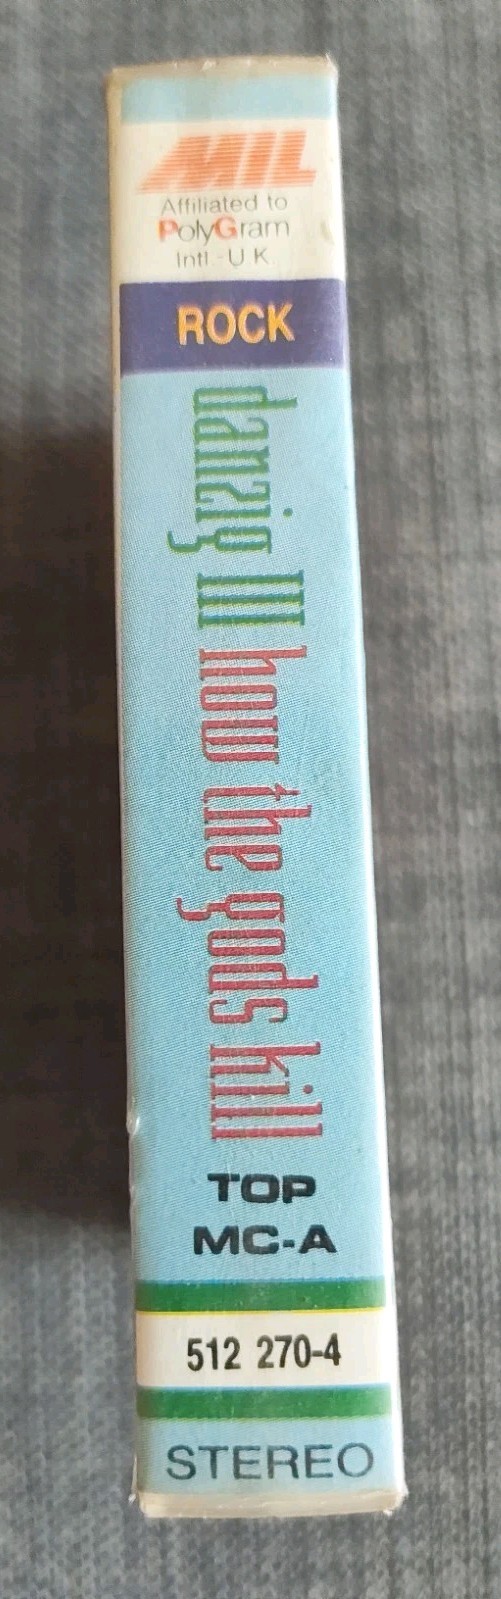 MIL
Affiliated to
PolyGram
Intl.-U.K.
ROCK
danzig III how the gods kill
TOP
MC-A
512 270-4
STEREO